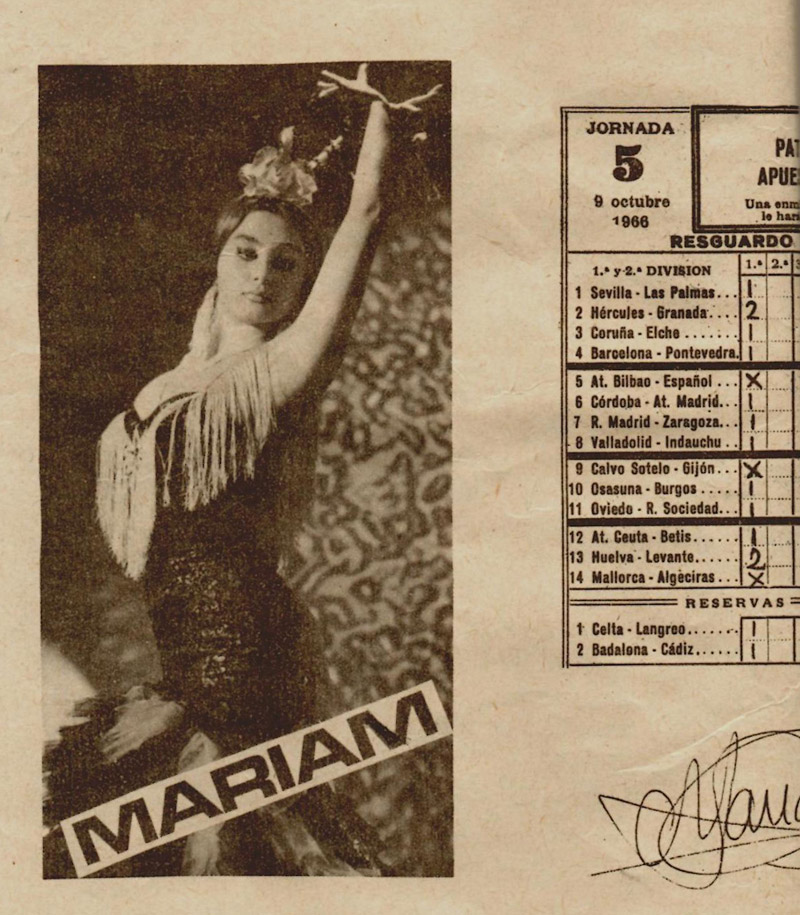 MARIAM
JORNADA
5
9 octubre
1966
RESGUARDO
1.ª y 2.ª DIVISION 1.ª 2.ª
1 Sevilla - Las Palmas... 1
2 Hércules - Granada.... 2
3 Coruña - Elche ....... 1
4 Barcelona - Pontevedra. 1
5 At. Bilbao - Español ... X
6 Córdoba - At. Madrid... 1
7 R. Madrid - Zaragoza... 1
8 Valladolid - Indauchu .. 1
9 Calvo Sotelo - Gijón... X
10 Osasuna - Burgos ..... 1
11 Oviedo - R. Sociedad... 1
12 At. Ceuta - Betis...... 1
13 Huelva - Levante...... 2
14 Mallorca - Algeciras ... X
RESERVAS
1 Celta - Langreo....... 1
2 Badalona - Cádiz...... 1